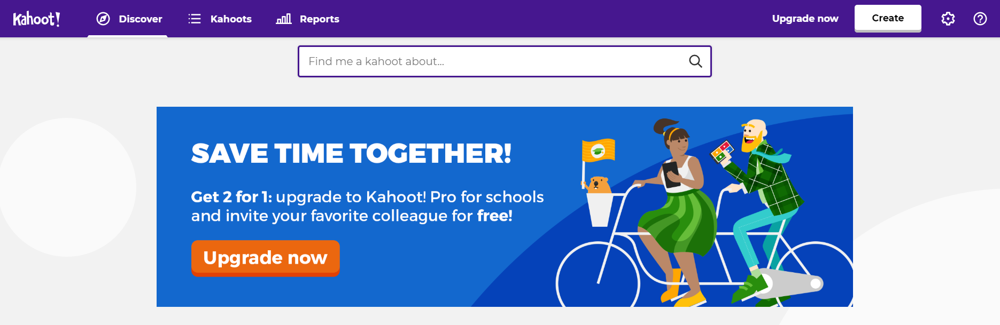 Kahoot!
Discover
Kahoots
Reports
Upgrade now
Create
Find me a kahoot about...
SAVE TIME TOGETHER!
Get 2 for 1: upgrade to Kahoot! Pro for schools
and invite your favorite colleague for free!
Upgrade now